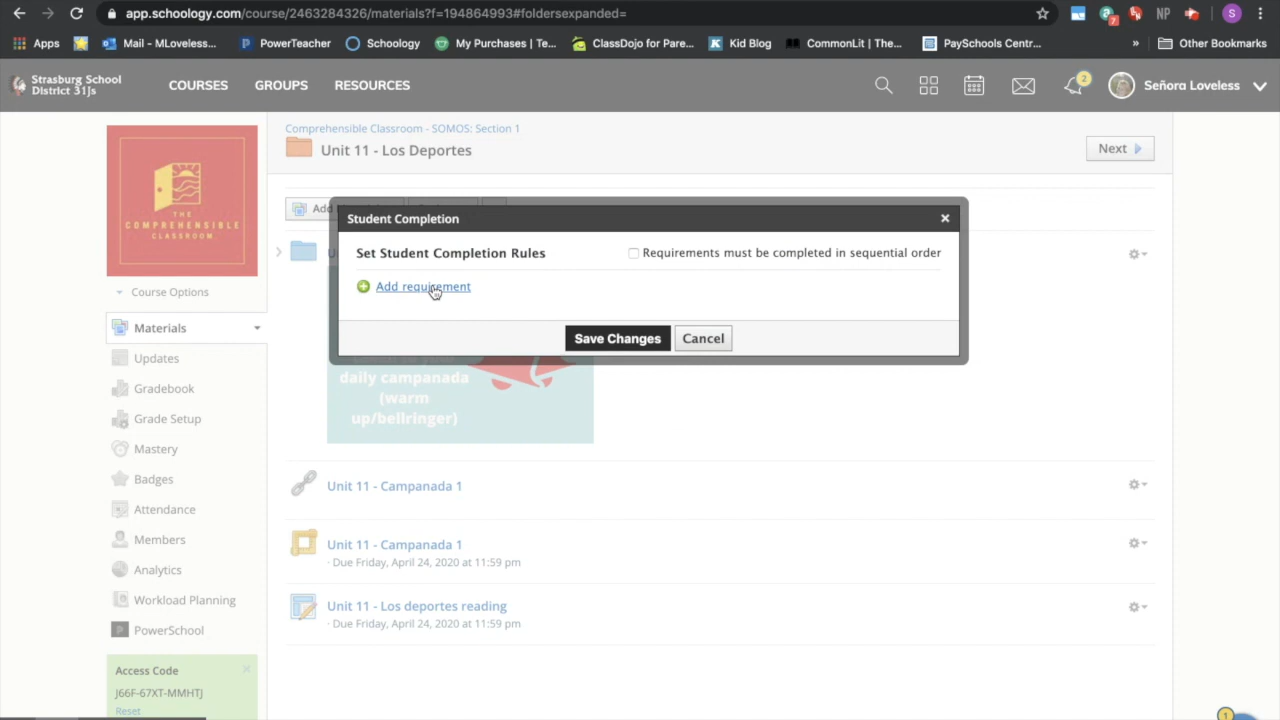 app.schoology.com/course/2463284326/materials?f=194864993#foldersexpanded=
S
7
NP
Apps
Mail - MLoveless...
PowerTeacher
Schoology
My Purchases | Te...
ClassDojo for Pare...
Kid Blog
CommonLit | The...
PaySchools Centr...
»
Other Bookmarks
Strasburg School
District 31Js
COURSES
GROUPS
RESOURCES
2
Señora Loveless
Comprehensible Classroom - SOMOS: Section 1
Unit 11 - Los Deportes
Next
THE
COMPREHENSIBLE
CLASSROOM
Add
Student Completion
Set Student Completion Rules
Requirements must be completed in sequential order
Add requirement
Save Changes
Cancel
daily campanada
(warm
up/bellringer)
Course Options
Materials
Updates
Gradebook
Grade Setup
Mastery
Badges
Attendance
Members
Analytics
Workload Planning
PowerSchool
Access Code
J66F-67XT-MMHTJ
Reset
Unit 11 - Campanada 1
Unit 11 - Campanada 1
· Due Friday, April 24, 2020 at 11:59 pm
Unit 11 - Los deportes reading
· Due Friday, April 24, 2020 at 11:59 pm
1